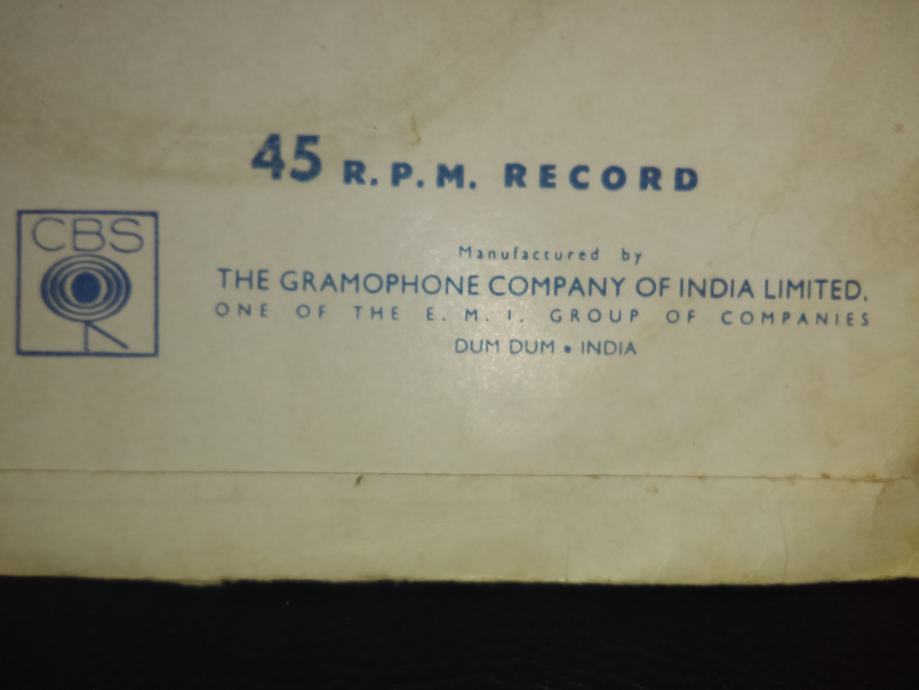 45 R.P.M. RECORD
CBS
Manufactured by
THE GRAMOPHONE COMPANY OF INDIA LIMITED.
ONE OF THE E. M. I. GROUP OF COMPANIES
DUM DUM • INDIA